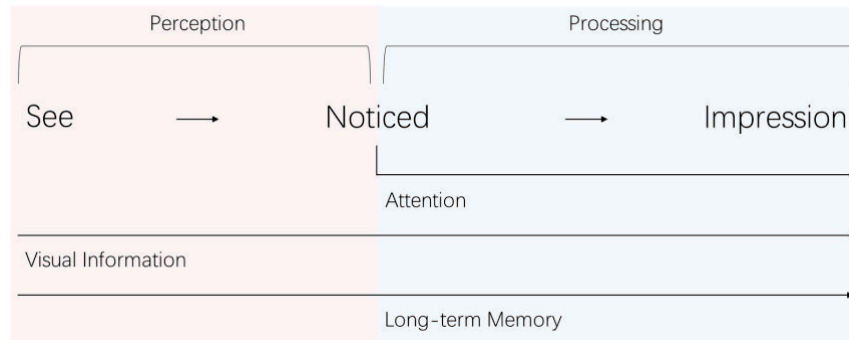 Perception Processing
See Noticed Impression
Attention
Visual Information
Long-term Memory